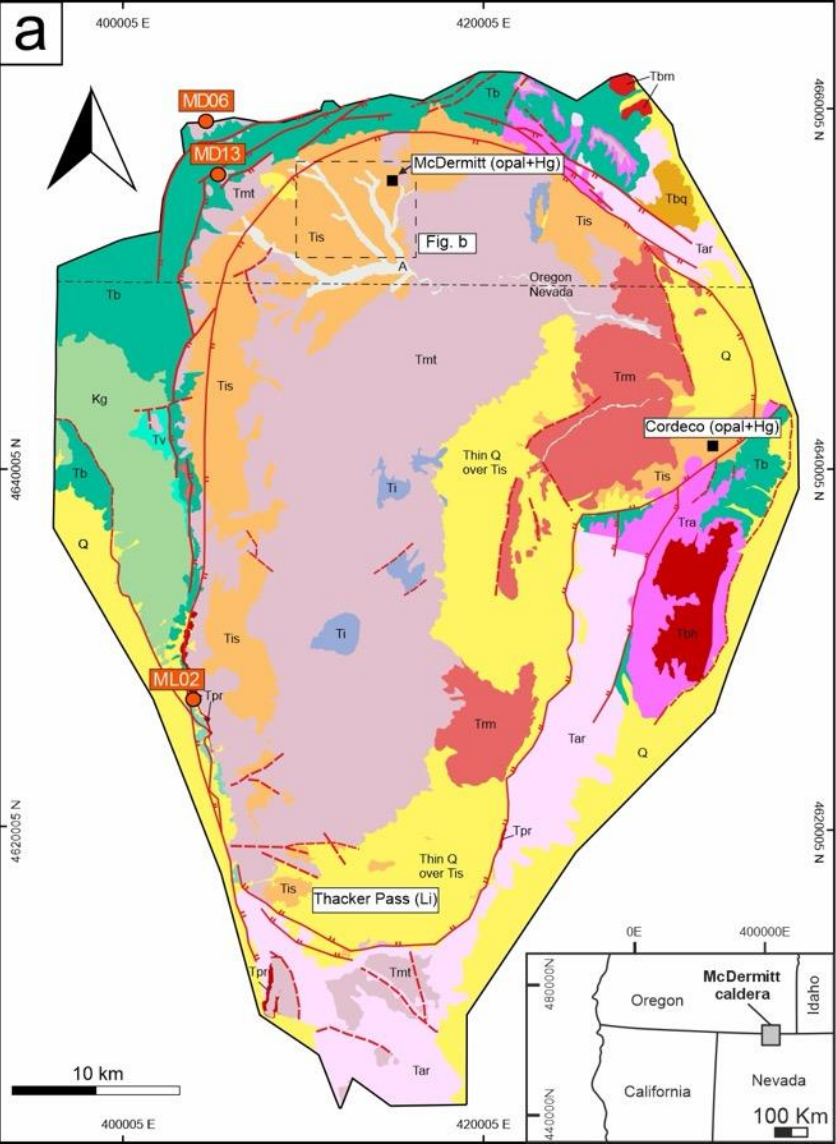 a
400005 E
420005 E
Tbm
MD06
Tb
4660005 N
MD13
McDermitt (opal+Hg)
Tmt
Tbq
Tis
Tis
Fig. b
Tar
A
Oregon
Nevada
Tb
Q
Tmt
Kg
Tis
Trm
Cordeco (opal+Hg)
Tv
Thin Q
over Tis
Tb
Tb
4640005 N
4640005 N
Tis
Ti
Tra
Q
Tis
Ti
Tbh
ML02
Tpr
Trm
Tar
Q
4620005 N
4620005 N
Tpr
Thin Q
over Tis
Tis
Thacker Pass (Li)
Tpr
Tmt
Tar
10 km
400005 E
420005 E
0E
400000E
480000N
McDermitt
caldera
Oregon
Idaho
California
Nevada
440000N
100 Km